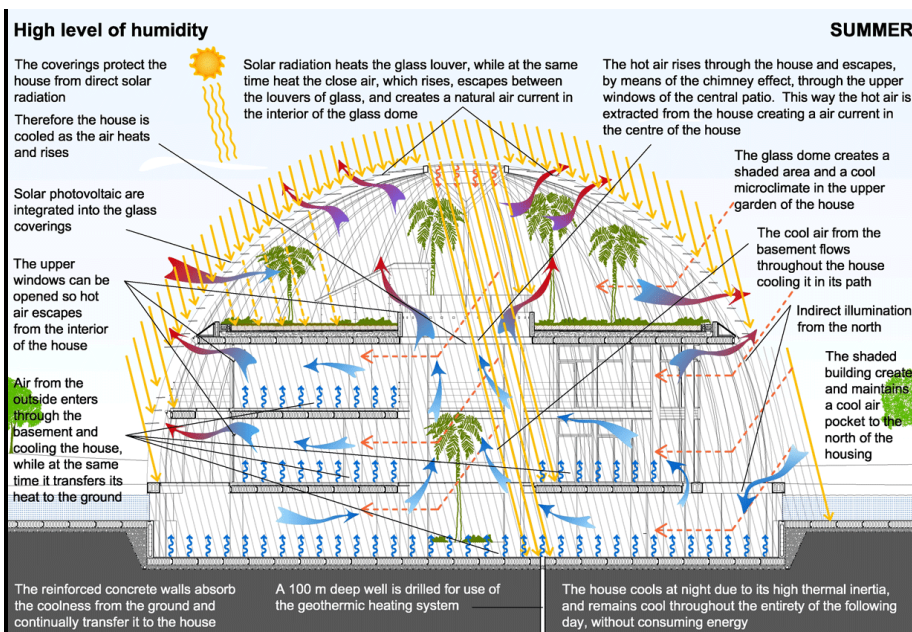 High level of humidity
SUMMER
The coverings protect the
house from direct solar
radiation
Therefore the house is
cooled as the air heats
and rises
Solar photovoltaic are
integrated into the glass
coverings
The upper
windows can be
opened so hot
air escapes
from the interior
of the house
Air from the
outside enters
through the
basement and
cooling the house,
while at the same
time it transfers its
heat to the ground
Solar radiation heats the glass louver, while at the same
time heat the close air, which rises, escapes between
the louvers of glass, and creates a natural air current in
the interior of the glass dome
The hot air rises through the house and escapes,
by means of the chimney effect, through the upper
windows of the central patio. This way the hot air is
extracted from the house creating a air current in
the centre of the house
The glass dome creates a
shaded area and a cool
microclimate in the upper
garden of the house
The cool air from the
basement flows
throughout the house
cooling it in its path
Indirect illumination
from the north
The shaded
building create
and maintains
a cool air
pocket to the
north of the
housing
The reinforced concrete walls absorb
the coolness from the ground and
continually transfer it to the house
A 100 m deep well is drilled for use of
the geothermic heating system
The house cools at night due to its high thermal inertia,
and remains cool throughout the entirety of the following
day, without consuming energy